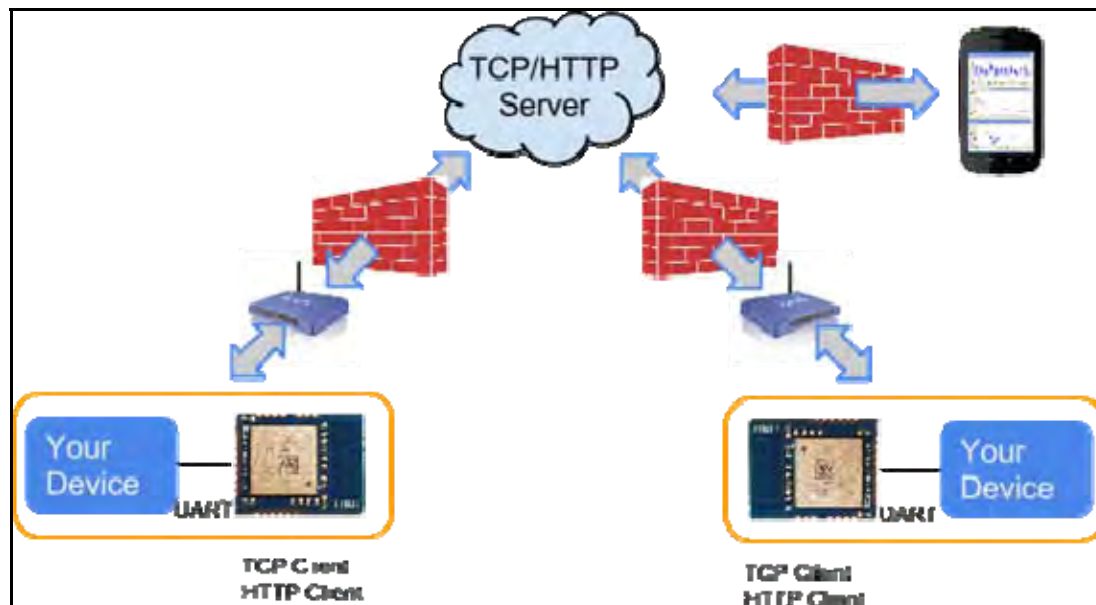 TCP/HTTP
Server
Your
Device
UART
TCP Client
HTTP Client
Your
Device
UART
TCP Client
HTTP Client